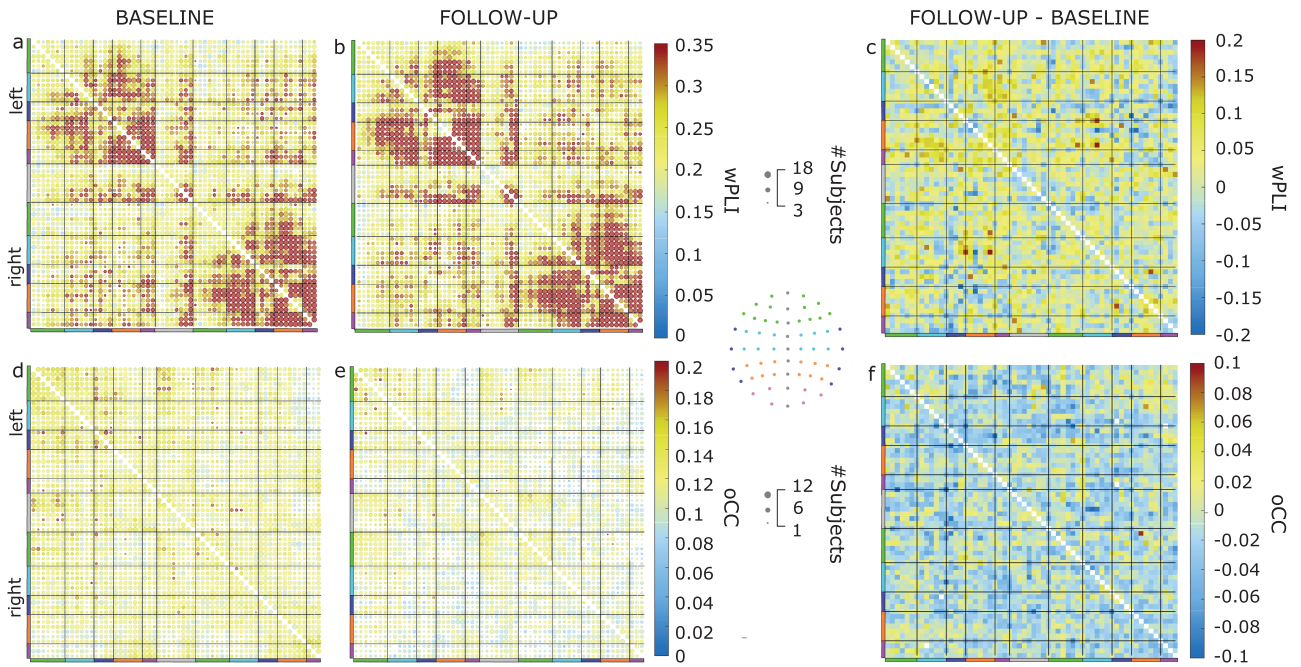 BASELINE
FOLLOW-UP
FOLLOW-UP - BASELINE
a
b
c
left
right
0.35
0.3
0.25
0.2
0.15
0.1
0.05
0
wPLI
18
9
3
#Subjects
0.2
0.15
0.1
0.05
0
-0.05
-0.1
-0.15
-0.2
wPLI
d
e
f
left
right
0.2
0.18
0.16
0.14
0.12
0.1
0.08
0.06
0.04
0.02
0
oCC
12
6
1
#Subjects
0.1
0.08
0.06
0.04
0.02
0
-0.02
-0.04
-0.06
-0.08
-0.1
oCC